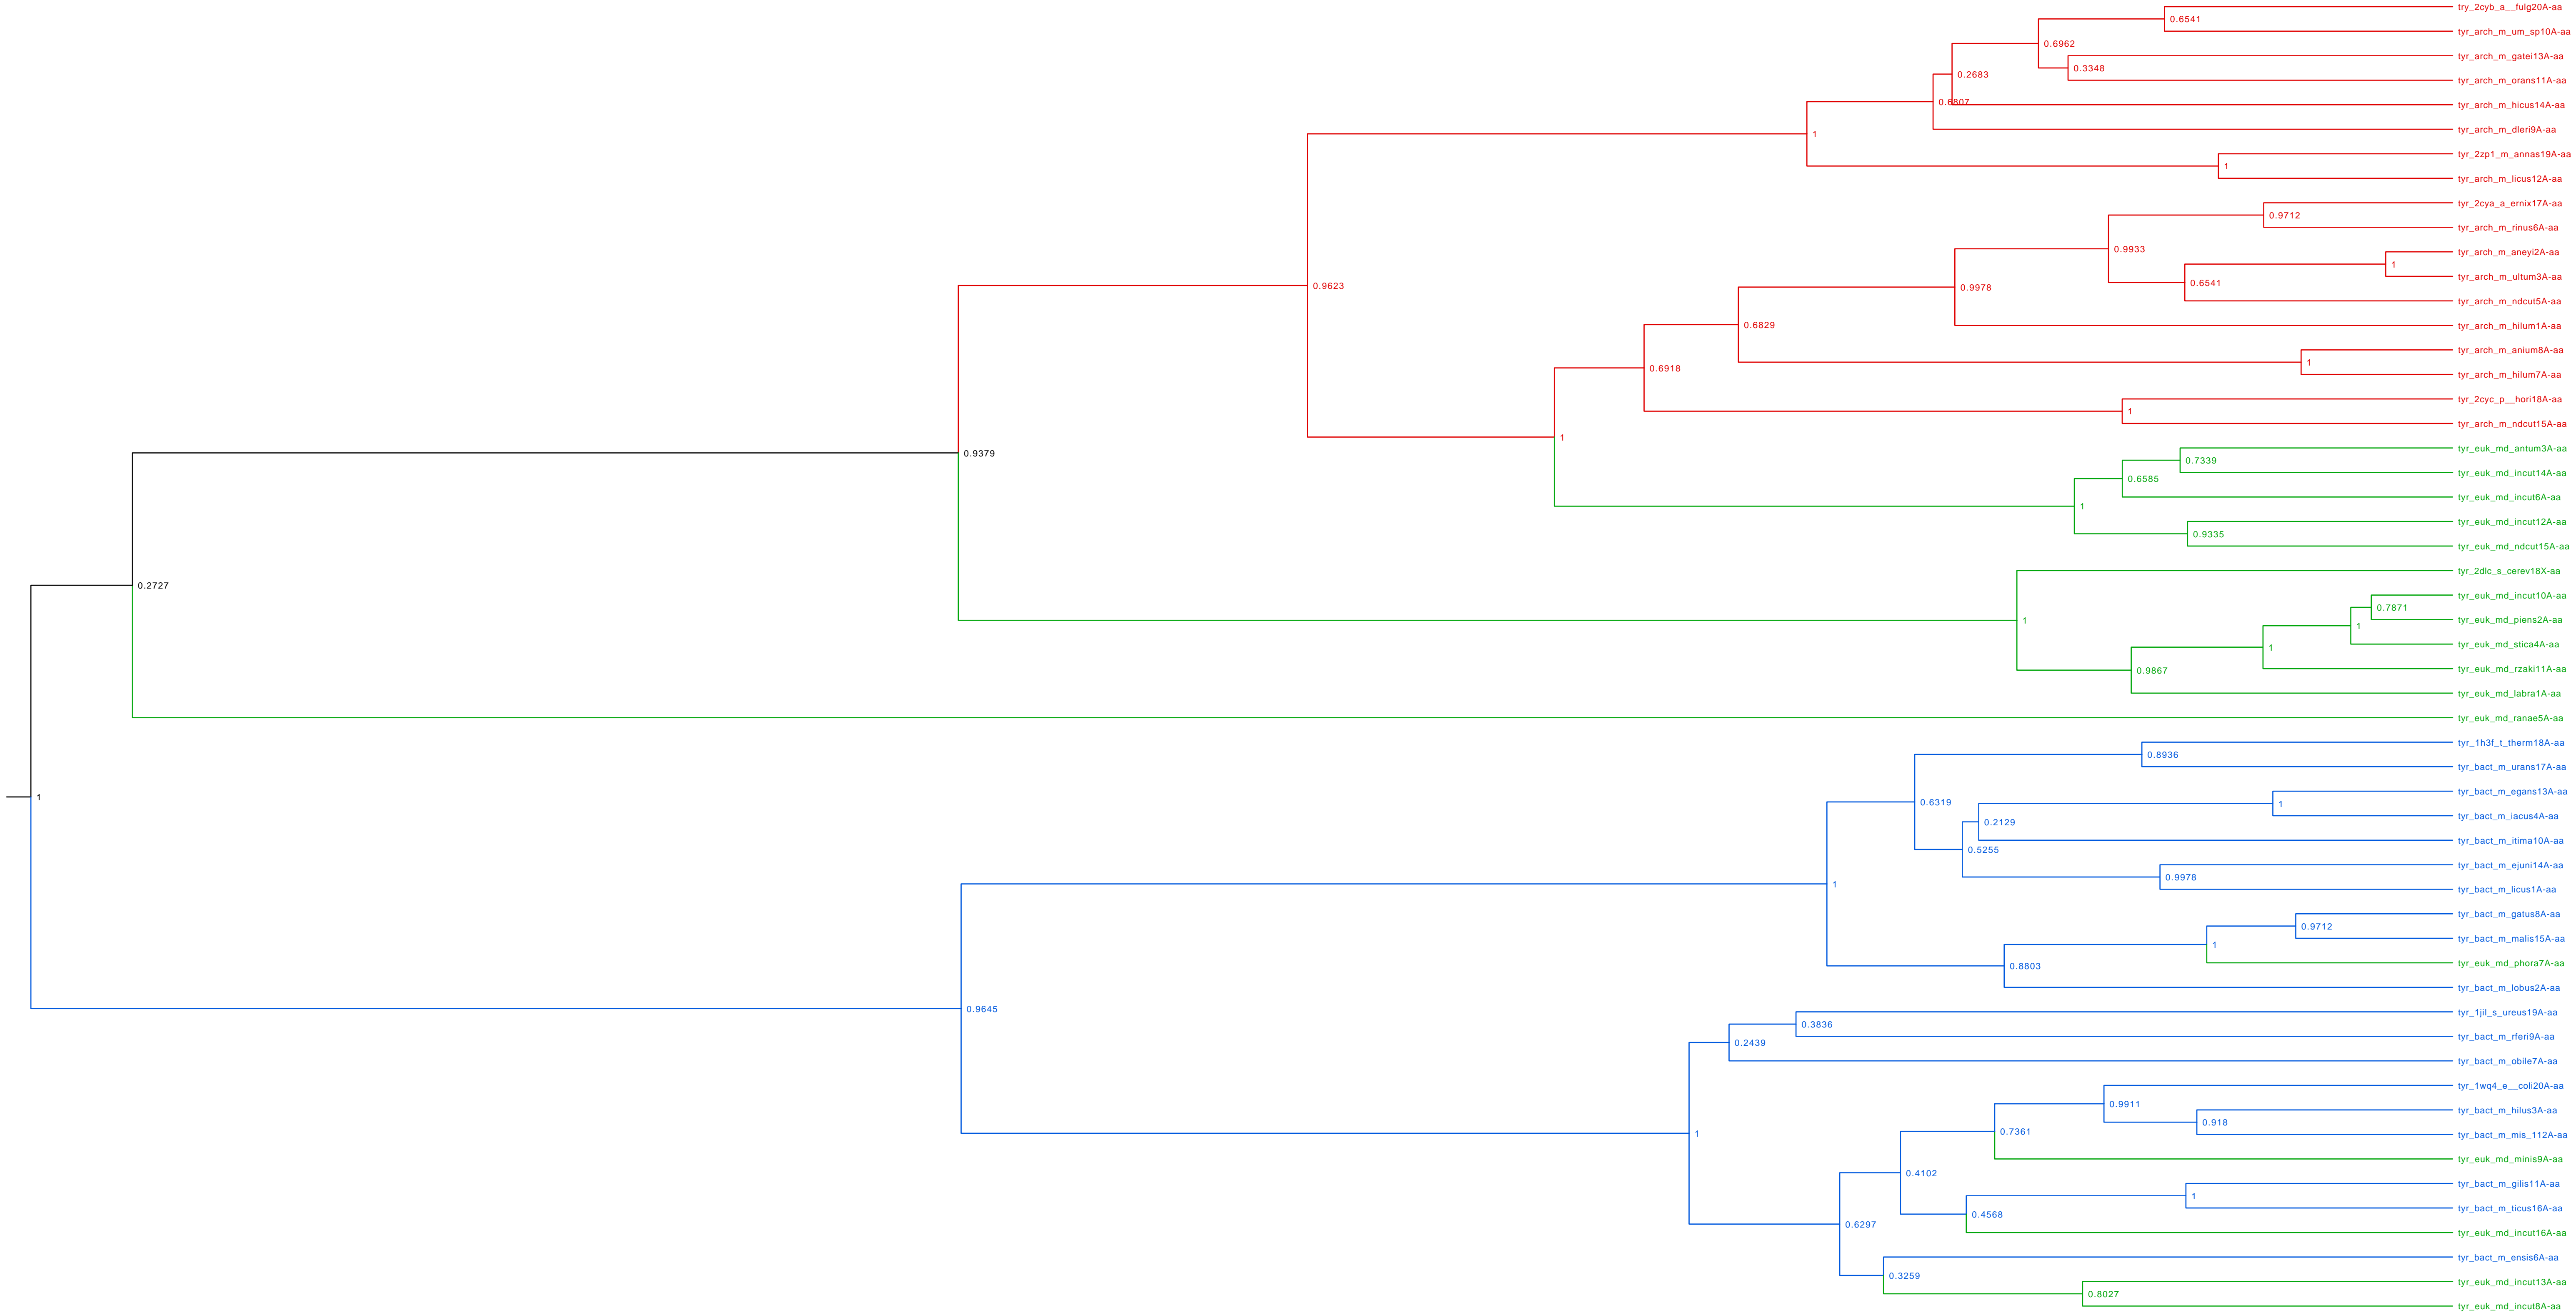 try_2cyb_a__fulg20A-aa
0.6541
tyr_arch_m_um_sp10A-aa
0.6962
tyr_arch_m_gatei13A-aa
0.3348
0.2683
tyr_arch_m_orans11A-aa
0.6807
tyr_arch_m_hicus14A-aa
tyr_arch_m_dleri9A-aa
1
tyr_2zp1_m_annas19A-aa
1
tyr_arch_m_licus12A-aa
tyr_2cya_a_ernix17A-aa
0.9712
tyr_arch_m_rinus6A-aa
0.9933
tyr_arch_m_aneyi2A-aa
1
tyr_arch_m_ultum3A-aa
0.6541
0.9623
0.9978
tyr_arch_m_ndcut5A-aa
0.6829
tyr_arch_m_hilum1A-aa
tyr_arch_m_anium8A-aa
1
0.6918
tyr_arch_m_hilum7A-aa
tyr_2cyc_p__hori18A-aa
1
tyr_arch_m_ndcut15A-aa
1
tyr_euk_md_antum3A-aa
0.9379
0.7339
tyr_euk_md_incut14A-aa
0.6585
tyr_euk_md_incut6A-aa
1
tyr_euk_md_incut12A-aa
0.9335
tyr_euk_md_ndcut15A-aa
tyr_2dlc_s_cerev18X-aa
0.2727
tyr_euk_md_incut10A-aa
0.7871
tyr_euk_md_piens2A-aa
1
1
tyr_euk_md_stica4A-aa
1
tyr_euk_md_rzaki11A-aa
0.9867
tyr_euk_md_labra1A-aa
tyr_euk_md_ranae5A-aa
tyr_1h3f_t_therm18A-aa
0.8936
tyr_bact_m_urans17A-aa
tyr_bact_m_egans13A-aa
1
0.6319
1
tyr_bact_m_iacus4A-aa
0.2129
tyr_bact_m_itima10A-aa
0.5255
tyr_bact_m_ejuni14A-aa
0.9978
1
tyr_bact_m_licus1A-aa
tyr_bact_m_gatus8A-aa
0.9712
tyr_bact_m_malis15A-aa
1
tyr_euk_md_phora7A-aa
0.8803
tyr_bact_m_lobus2A-aa
0.9645
tyr_1jil_s_ureus19A-aa
0.3836
tyr_bact_m_rferi9A-aa
0.2439
tyr_bact_m_obile7A-aa
tyr_1wq4_e__coli20A-aa
0.9911
tyr_bact_m_hilus3A-aa
0.918
0.7361
1
tyr_bact_m_mis_112A-aa
tyr_euk_md_minis9A-aa
0.4102
tyr_bact_m_gilis11A-aa
1
tyr_bact_m_ticus16A-aa
0.4568
0.6297
tyr_euk_md_incut16A-aa
tyr_bact_m_ensis6A-aa
0.3259
tyr_euk_md_incut13A-aa
0.8027
tyr_euk_md_incut8A-aa